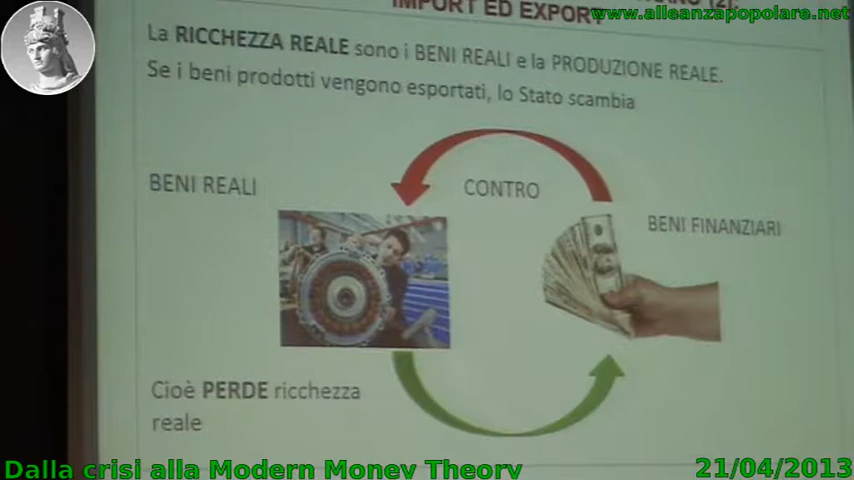 IMPORT ED EXPORT
www.alleanzapopolare.net
La RICCHEZZA REALE sono i BENI REALI e la PRODUZIONE REALE.
Se i beni prodotti vengono esportati, lo Stato scambia
BENI REALI
CONTRO
BENI FINANZIARI
Cioè PERDE ricchezza
reale
Dalla crisi alla Modern Money Theory
21/04/2013